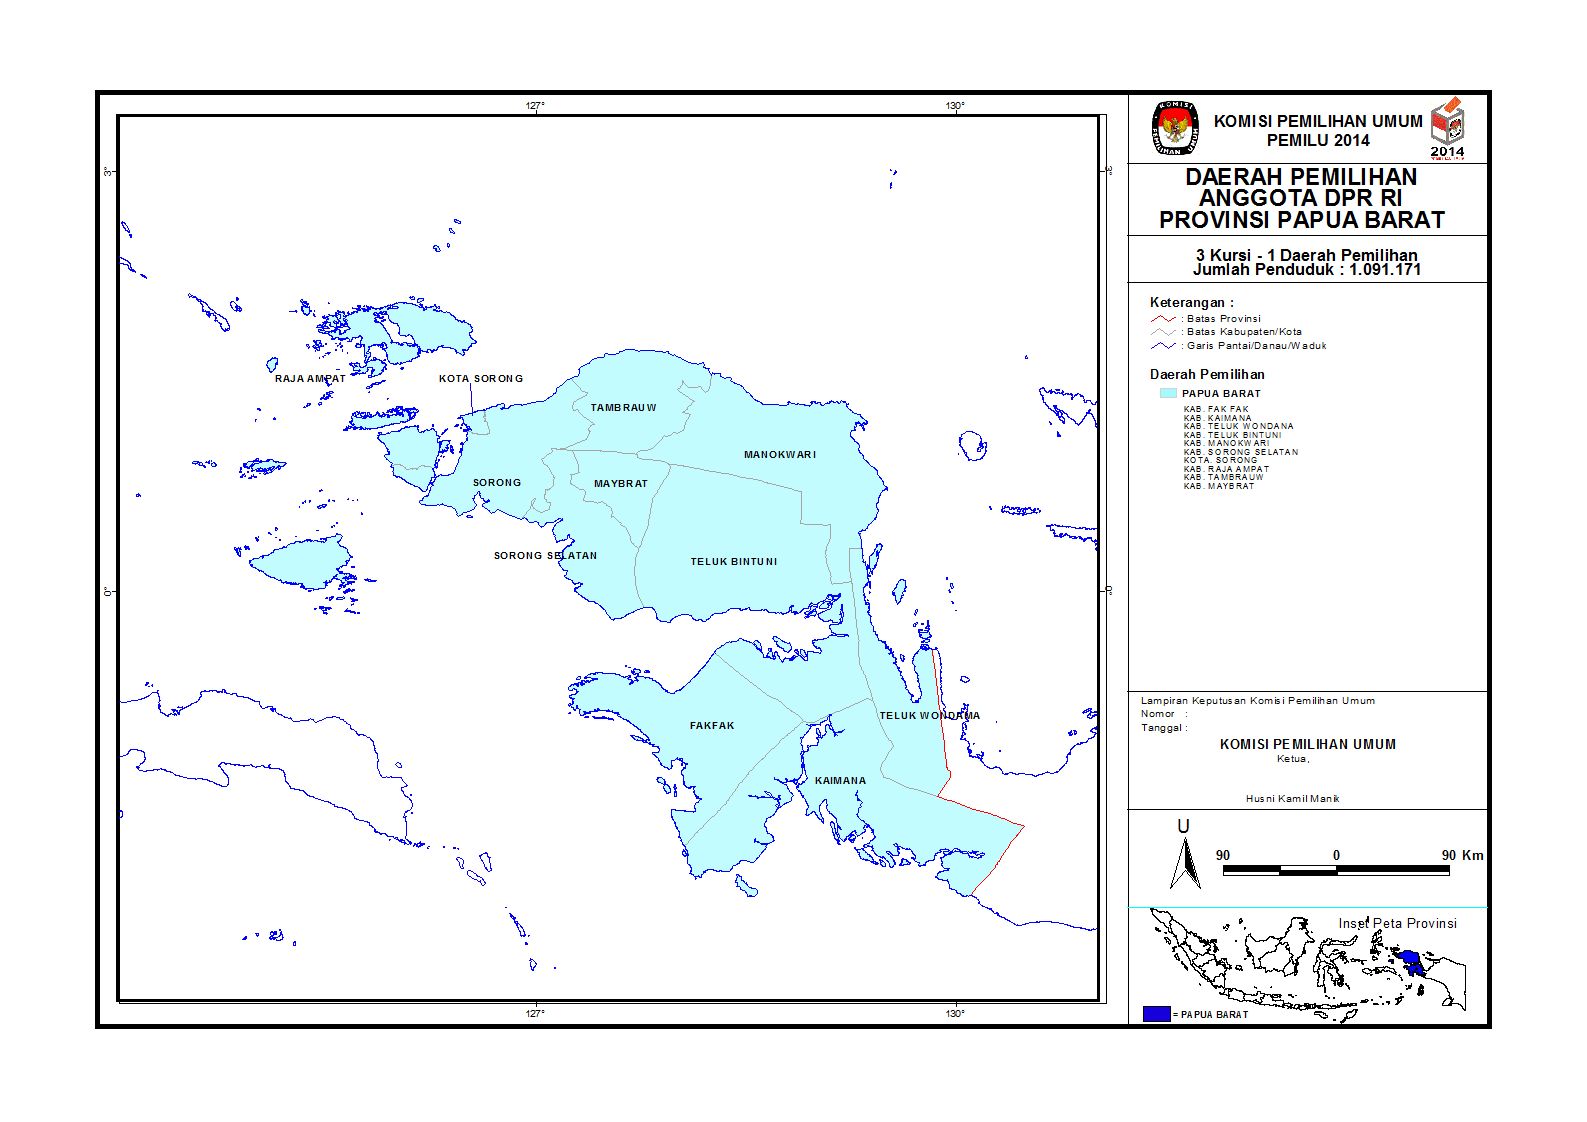 127°
130°
3°
3°
RAJA AMPAT
KOTA SORONG
TAMBRAUW
MANOKWARI
SORONG
MAYBRAT
SORONG SELATAN
TELUK BINTUNI
0°
0°
FAKFAK
TELUK WONDAMA
KAIMANA
127°
130°
KOMISI
PEMILIHAN UMUM
KOMISI PEMILIHAN UMUM
PEMILU 2014
2014
DAERAH PEMILIHAN
ANGGOTA DPR RI
PROVINSI PAPUA BARAT
3 Kursi - 1 Daerah Pemilihan
Jumlah Penduduk : 1.091.171
Keterangan :
: Batas Provinsi
: Batas Kabupaten/Kota
: Garis Pantai/Danau/Waduk
Daerah Pemilihan
PAPUA BARAT
KAB. FAK FAK
KAB. KAIMANA
KAB. TELUK WONDANA
KAB. TELUK BINTUNI
KAB. MANOKWARI
KAB. SORONG SELATAN
KOTA. SORONG
KAB. RAJA AMPAT
KAB. TAMBRAUW
KAB. MAYBRAT
Lampiran Keputusan Komisi Pemilihan Umum
Nomor :
Tanggal :
KOMISI PEMILIHAN UMUM
Ketua,
Husni Kamil Manik
U
90 0 90 Km
Inset Peta Provinsi
= PAPUA BARAT